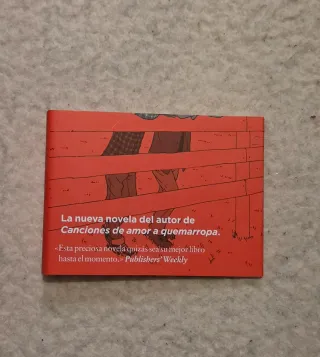 La nueva novela del autor de
Canciones de amor a quemarropa.
«Esta preciosa novela quizás sea su mejor libro
hasta el momento.» Publishers' Weekly